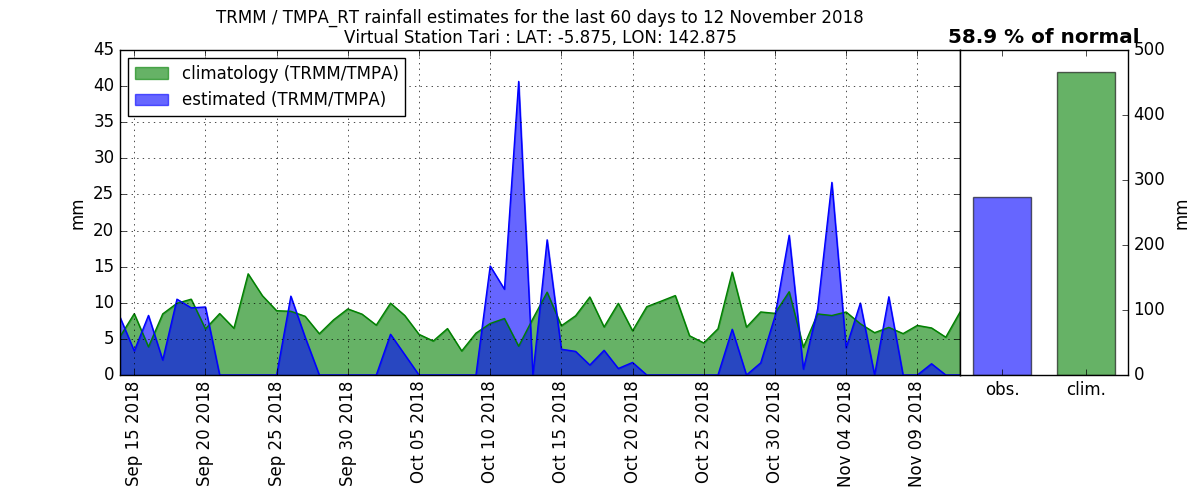 TRMM / TMPA_RT rainfall estimates for the last 60 days to 12 November 2018
Virtual Station Tari : LAT: -5.875, LON: 142.875
58.9 % of normal
climatology (TRMM/TMPA)
estimated (TRMM/TMPA)
45
40
35
30
25
20
15
10
5
0
mm
500
400
300
200
100
0
mm
Sep 15 2018
Sep 20 2018
Sep 25 2018
Sep 30 2018
Oct 05 2018
Oct 10 2018
Oct 15 2018
Oct 20 2018
Oct 25 2018
Oct 30 2018
Nov 04 2018
Nov 09 2018
obs.
clim.